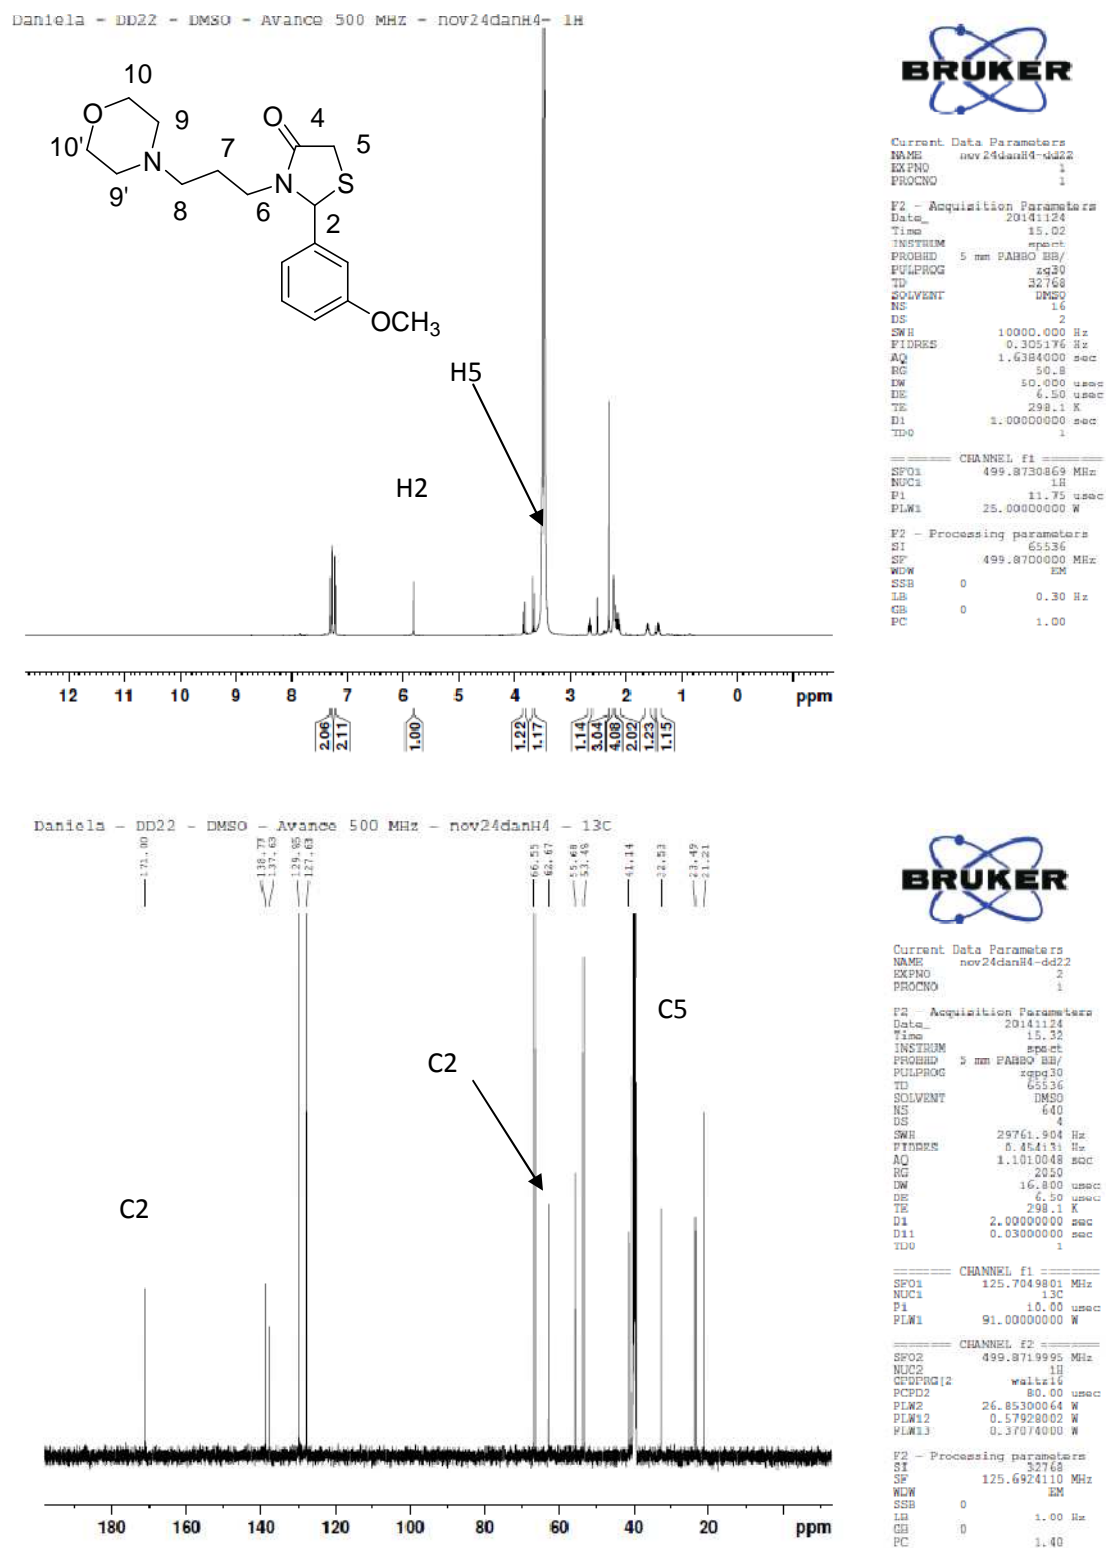 Daniela - DD22 - DMSO - Avance 500 MHz - nov24danH4- 1H
BRUKER
10
O
9
10'
7
N
9'
8
O
4
5
N
S
6
2
OCH3
H5
H2
12 11 10 9 8 7 6 5 4 3 2 1 0 ppm
2.06 2.11 1.00 1.22 1.17 1.14 3.04 4.08 2.02 1.23 1.15
Current Data Parameters
NAME nov24danH4-dd22
EXPNO 1
PROCNO 1
F2 - Acquisition Parameters
Date_ 20141124
Time 15.02
INSTRUM spect
PROBHD 5 mm PABBO BB/
PULPROG zg30
TD 32768
SOLVENT DMSO
NS 16
DS 2
SWH 10000.000 Hz
FIDRES 0.305176 Hz
AQ 1.6384000 sec
RG 50.8
DW 50.000 usec
DE 6.50 usec
TE 298.1 K
D1 1.00000000 sec
TD0 1
======== CHANNEL f1 ========
SFO1 499.8730869 MHz
NUC1 1H
P1 11.75 usec
PLW1 25.00000000 W
F2 - Processing parameters
SI 65536
SF 499.8700000 MHz
WDW EM
SSB 0
LB 0.30 Hz
GB 0
PC 1.00
Daniela - DD22 - DMSO - Avance 500 MHz - nov24danH4 - 13C
BRUKER
171.00 138.77 137.63 129.85 127.63 66.55 62.67 55.68 53.48 41.14 32.53 23.49 21.21
C5
C2
C2
180 160 140 120 100 80 60 40 20 ppm
Current Data Parameters
NAME nov24danH4-dd22
EXPNO 2
PROCNO 1
F2 - Acquisition Parameters
Date_ 20141124
Time 15.32
INSTRUM spect
PROBHD 5 mm PABBO BB/
PULPROG zgpg30
TD 65536
SOLVENT DMSO
NS 640
DS 4
SWH 29761.904 Hz
FIDRES 0.454131 Hz
AQ 1.1010048 sec
RG 2050
DW 16.800 usec
DE 6.50 usec
TE 298.1 K
D1 2.00000000 sec
D11 0.03000000 sec
TD0 1
======== CHANNEL f1 ========
SFO1 125.7049801 MHz
NUC1 13C
P1 10.00 usec
PLW1 91.00000000 W
======== CHANNEL f2 ========
SFO2 499.8719995 MHz
NUC2 1H
CPDPRG[2 waltz16
PCPD2 80.00 usec
PLW2 26.85300064 W
PLW12 0.57928002 W
PLW13 0.37074000 W
F2 - Processing parameters
SI 32768
SF 125.6924110 MHz
WDW EM
SSB 0
LB 1.00 Hz
GB 0
PC 1.40